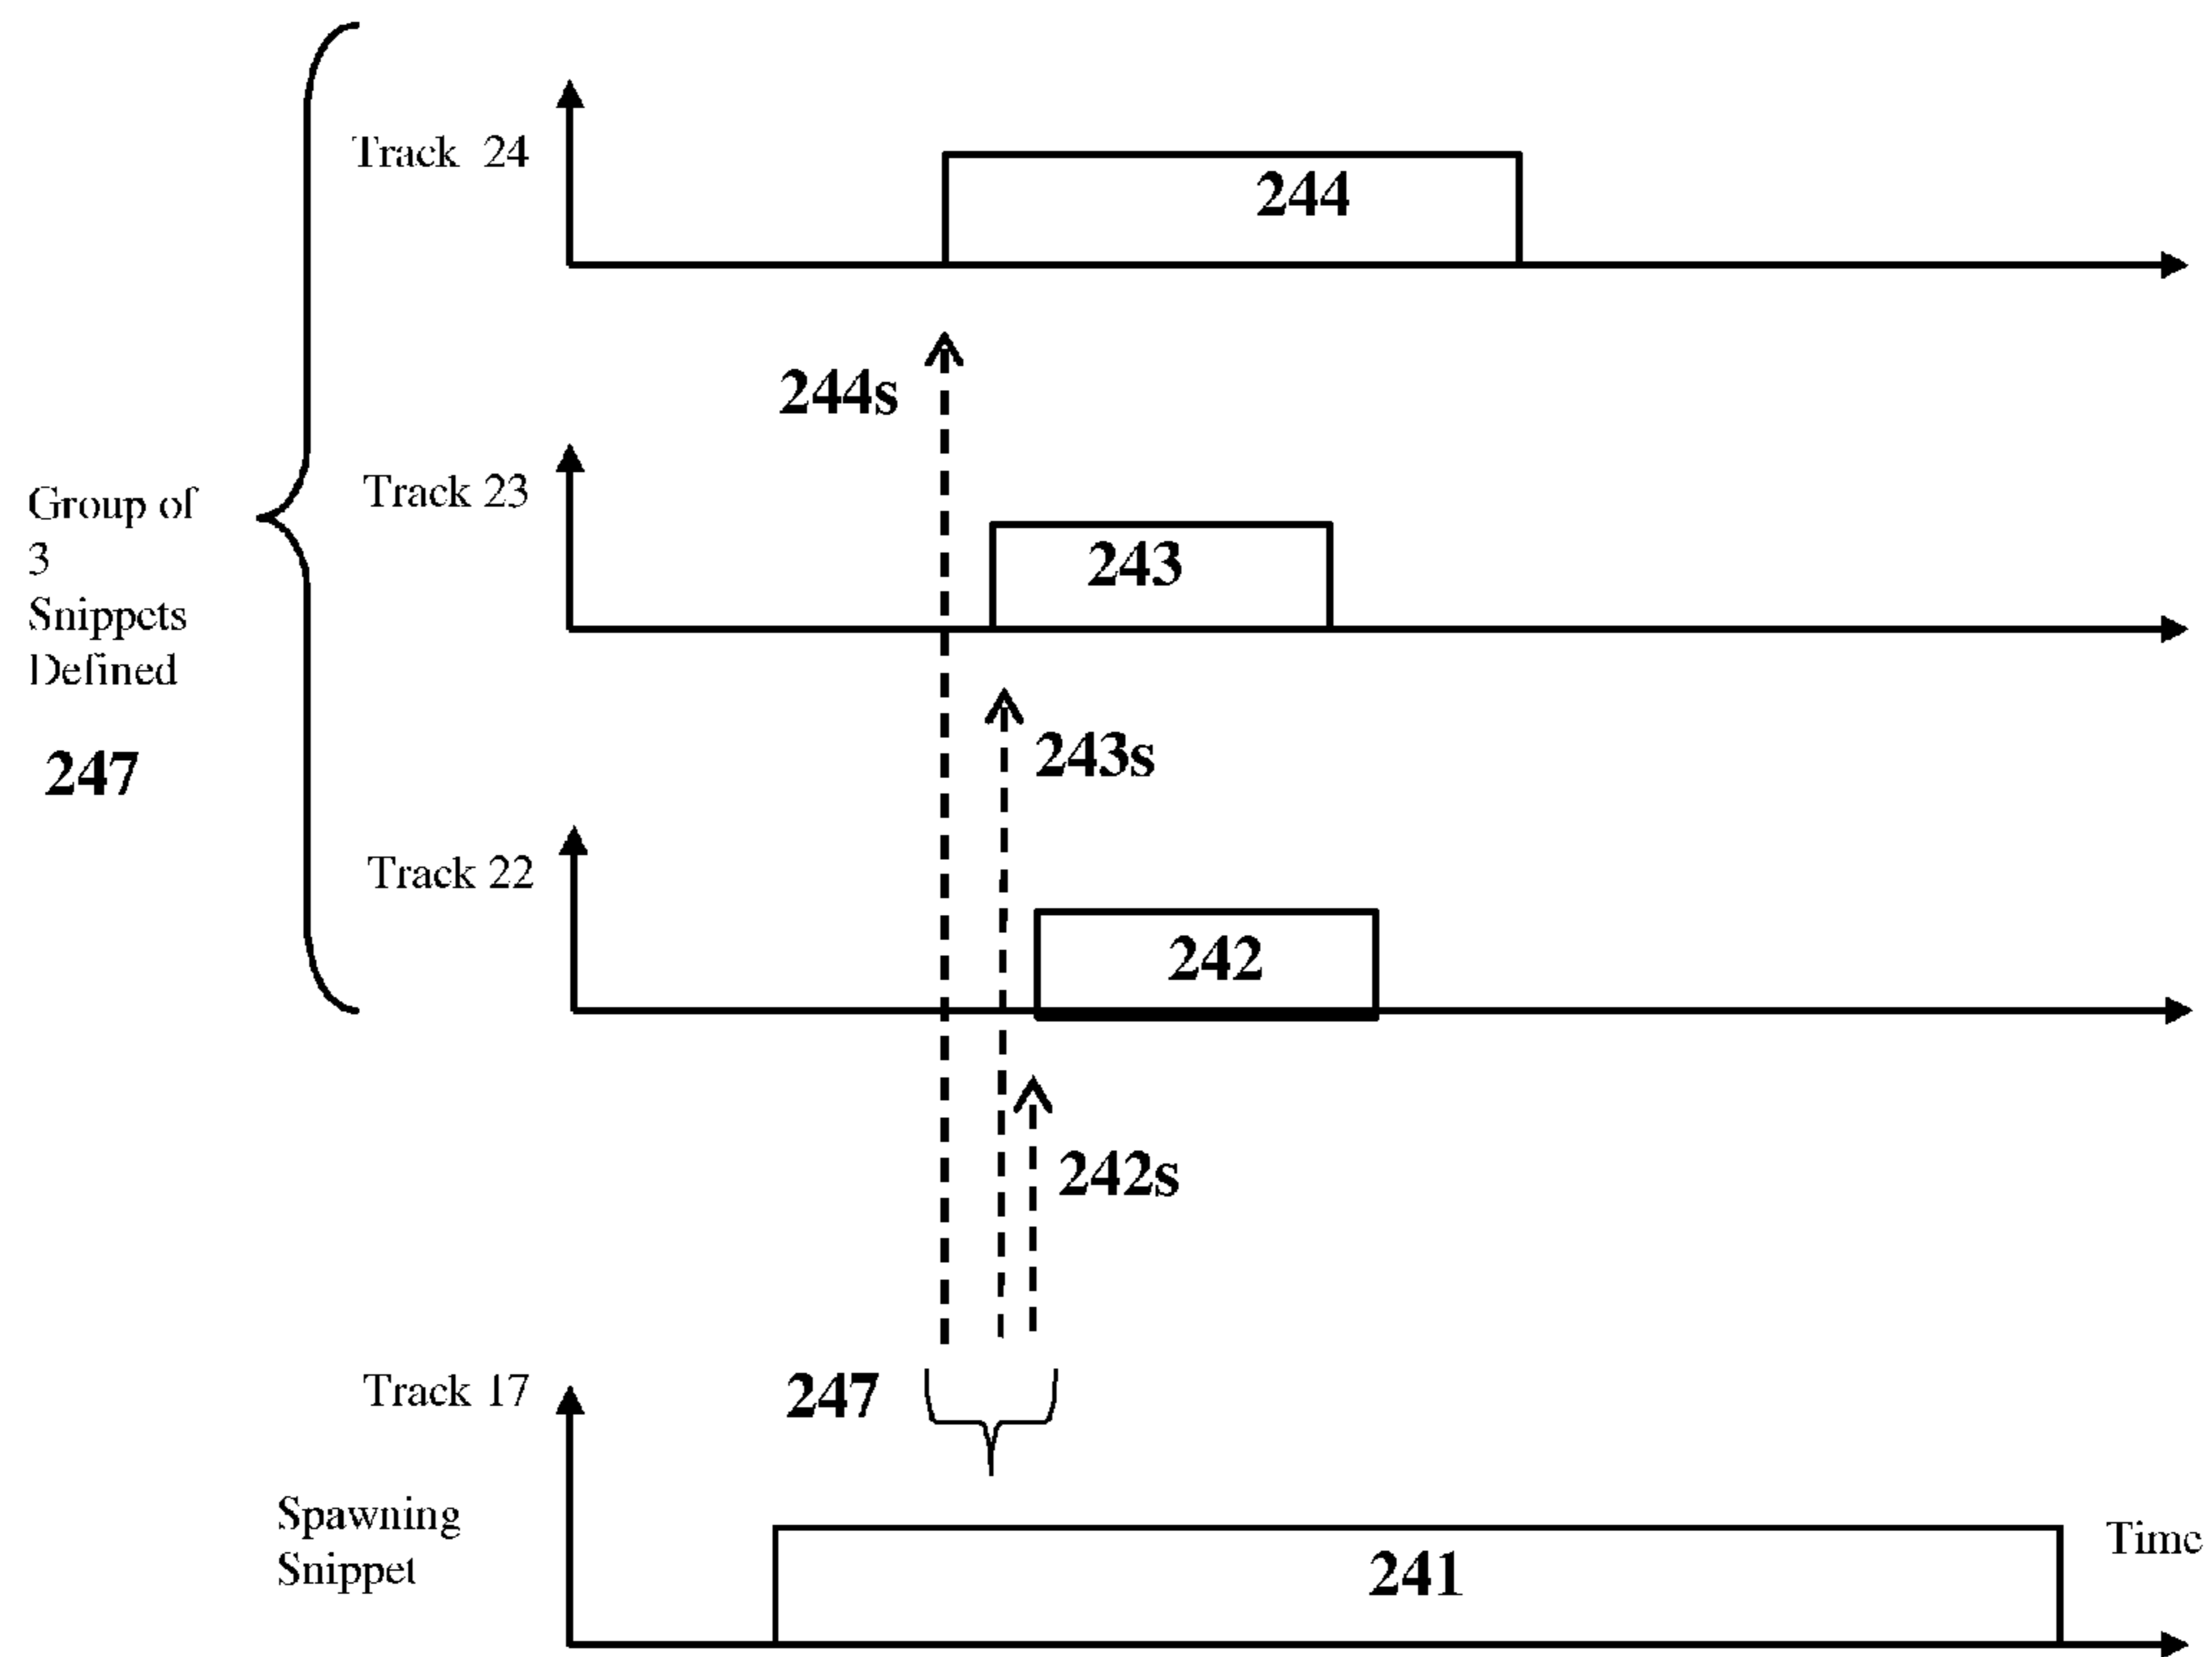 Track 24
244
244s
Track 23
243
Group of
3
Snippets
Defined
247
243s
Track 22
242
242s
Track 17
247
Spawning
Snippet
241
Time